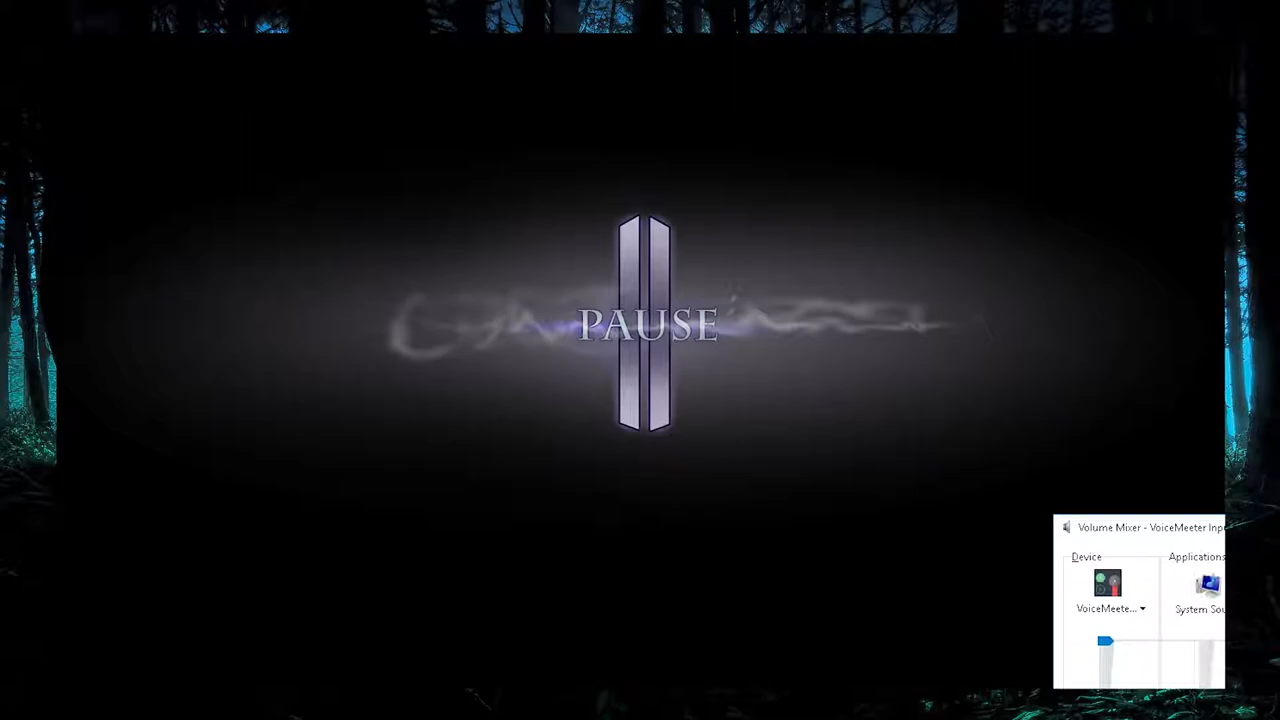 PAUSE
Volume Mixer - VoiceMeeter Inp
Device
Applications
VoiceMeete...
System Sou